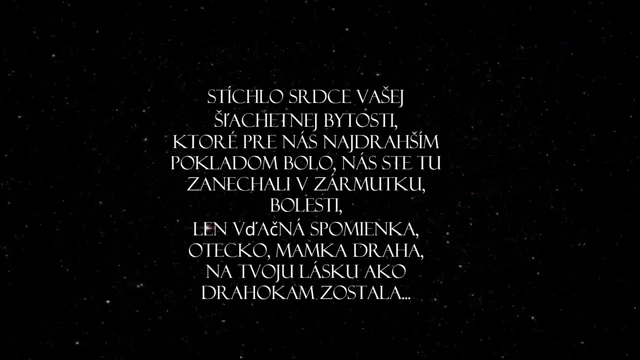 STÍCHLO SRDCE VAŠEJ
ŠľACHETNEJ BYTOSTI,
KTORÉ PRE NÁS NAJDRAHŠÍM
POKLADOM BOLO, NÁS STE TU
ZANECHALI V ZÁRMUTKU,
BOLESTI,
LEN VďAčNÁ SPOMIENKA,
OTECKO, MAMKA DRAHA,
NA TVOJU LÁSKU AKO
DRAHOKAM ZOSTALA...